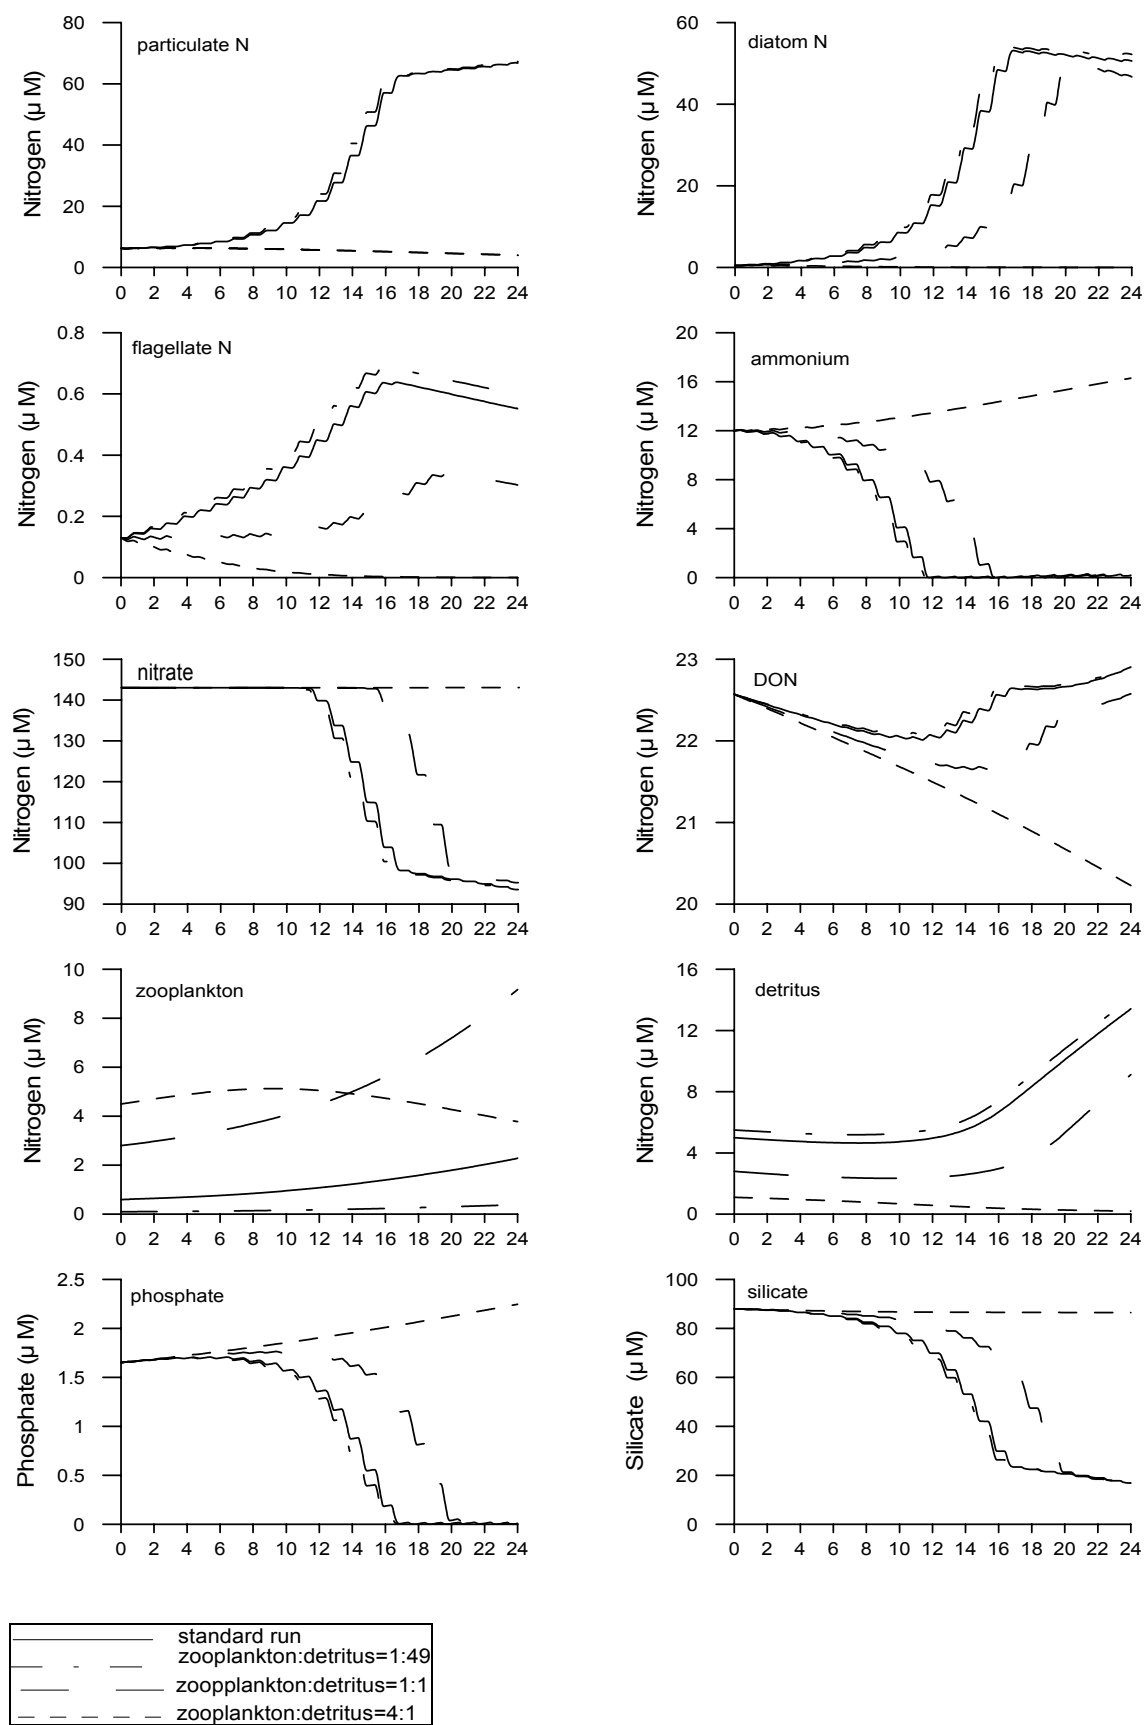 particulate N
Nitrogen (µ M)
80
60
40
20
0
0 2 4 6 8 10 12 14 16 18 20 22 24
diatom N
Nitrogen (µ M)
60
40
20
0
0 2 4 6 8 10 12 14 16 18 20 22 24
flagellate N
Nitrogen (µ M)
0.8
0.6
0.4
0.2
0
0 2 4 6 8 10 12 14 16 18 20 22 24
ammonium
Nitrogen (µ M)
20
16
12
8
4
0
0 2 4 6 8 10 12 14 16 18 20 22 24
nitrate
Nitrogen (µ M)
150
140
130
120
110
100
90
0 2 4 6 8 10 12 14 16 18 20 22 24
DON
Nitrogen (µ M)
23
22
21
20
0 2 4 6 8 10 12 14 16 18 20 22 24
zooplankton
Nitrogen (µ M)
10
8
6
4
2
0
0 2 4 6 8 10 12 14 16 18 20 22 24
detritus
Nitrogen (µ M)
16
12
8
4
0
0 2 4 6 8 10 12 14 16 18 20 22 24
phosphate
Phosphate (µ M)
2.5
2
1.5
1
0.5
0
0 2 4 6 8 10 12 14 16 18 20 22 24
silicate
Silicate (µ M)
100
80
60
40
20
0
0 2 4 6 8 10 12 14 16 18 20 22 24
standard run
zooplankton:detritus=1:49
zoopplankton:detritus=1:1
zooplankton:detritus=4:1